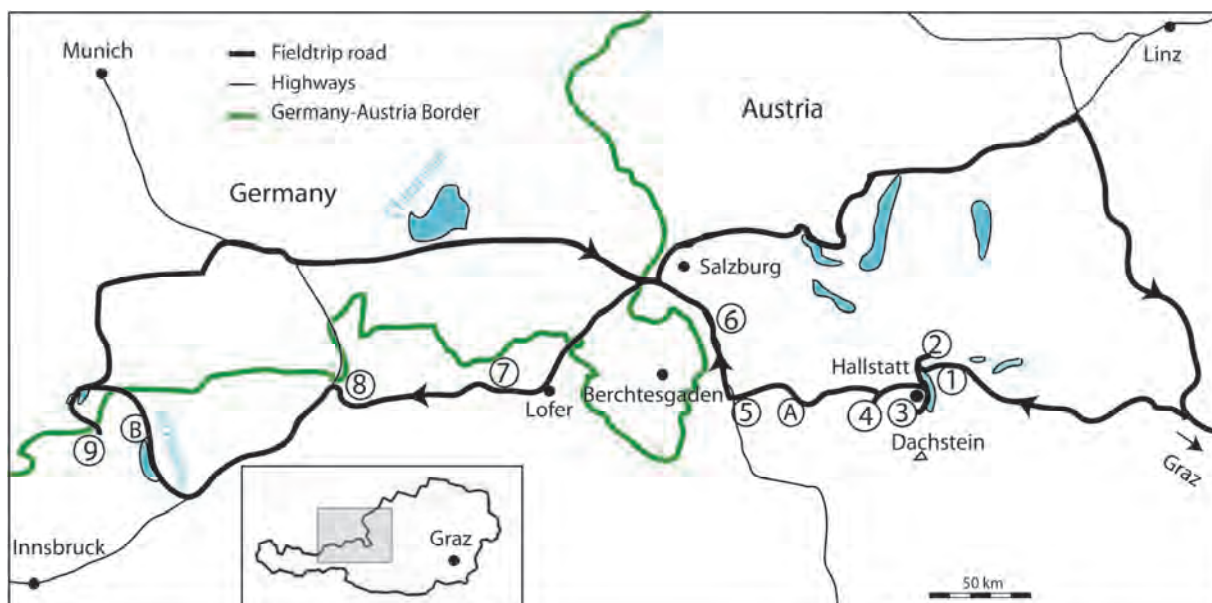 Munich
Fieldtrip road
Highways
Germany-Austria Border
Linz
Austria
Germany
Salzburg
6
2
Hallstatt
1
7
8
Lofer
Berchtesgaden
5
A
4
3
9
B
Dachstein
Graz
Innsbruck
Graz
50 km